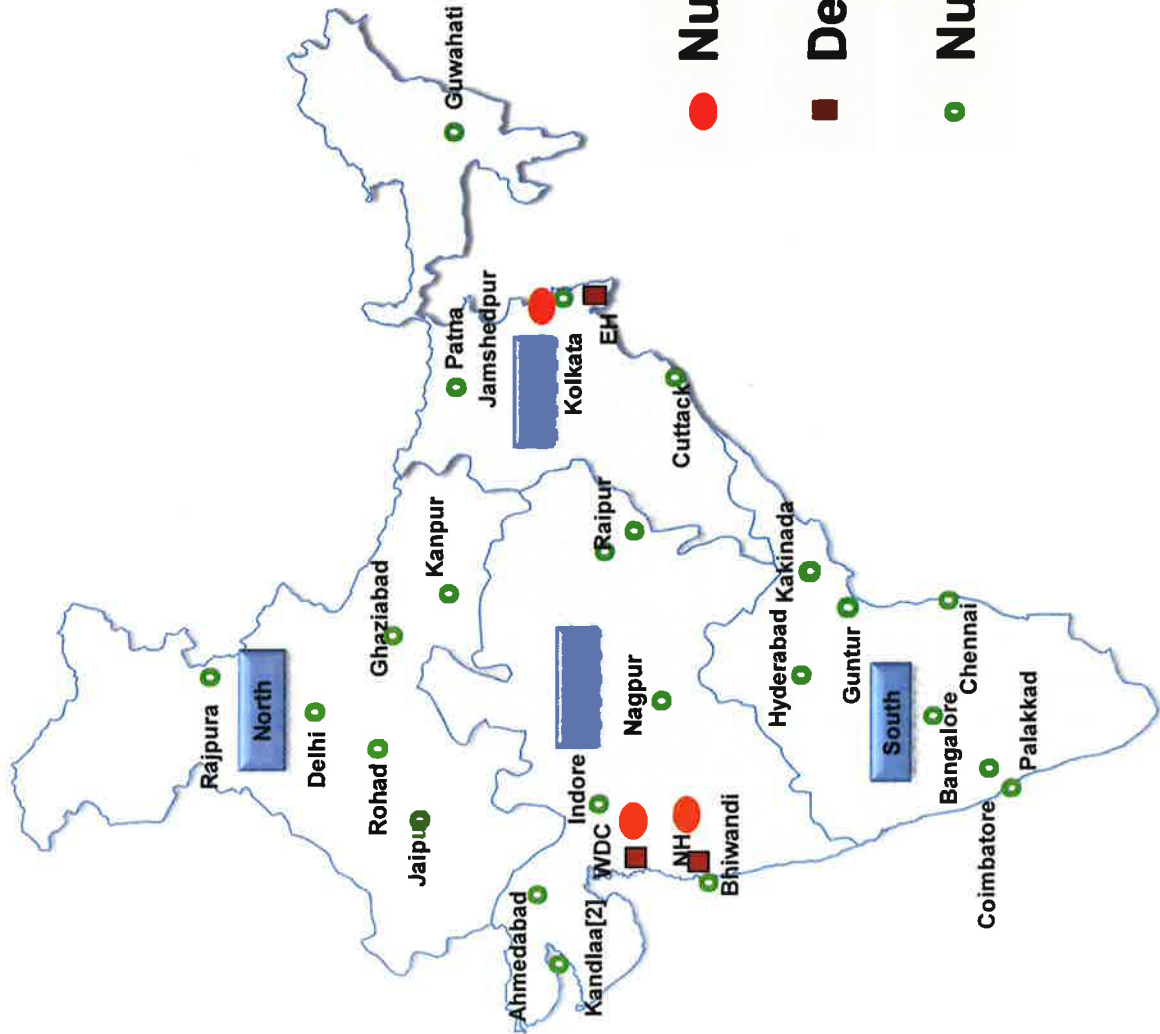 Rajpura
North
Delhi
Rohad
Ghaziabad
Jaipur
Kanpur
Guwahati
Patna
Jamshedpur
Kolkata
EH
Cuttack
Ahmedabad
Kandlaa[2]
Indore
WDC
NH
Bhiwandi
Nagpur
Raipur
Hyderabad
Kakinada
Guntur
South
Bangalore
Chennai
Coimbatore
Palakkad
Nu
De
Nu